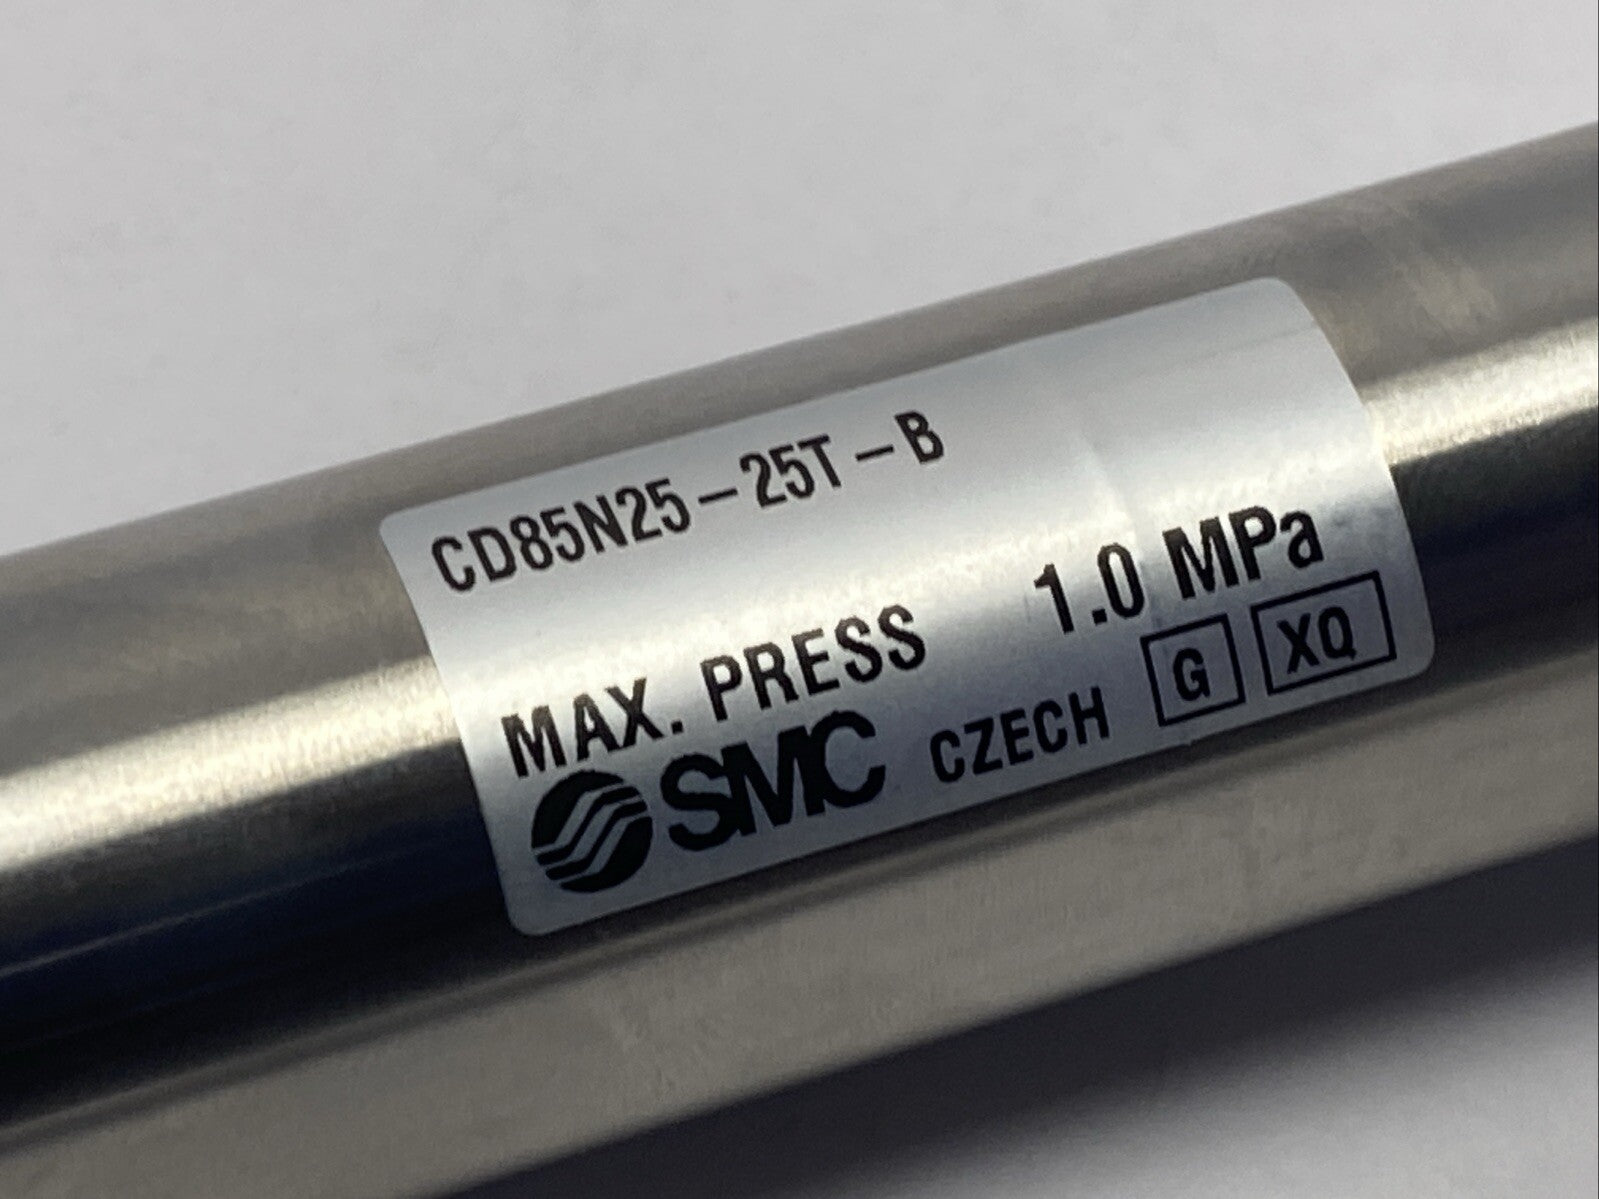 CD85N25-25T-B
MAX. PRESS 1.0 MPa
SMC CZECH G XQ